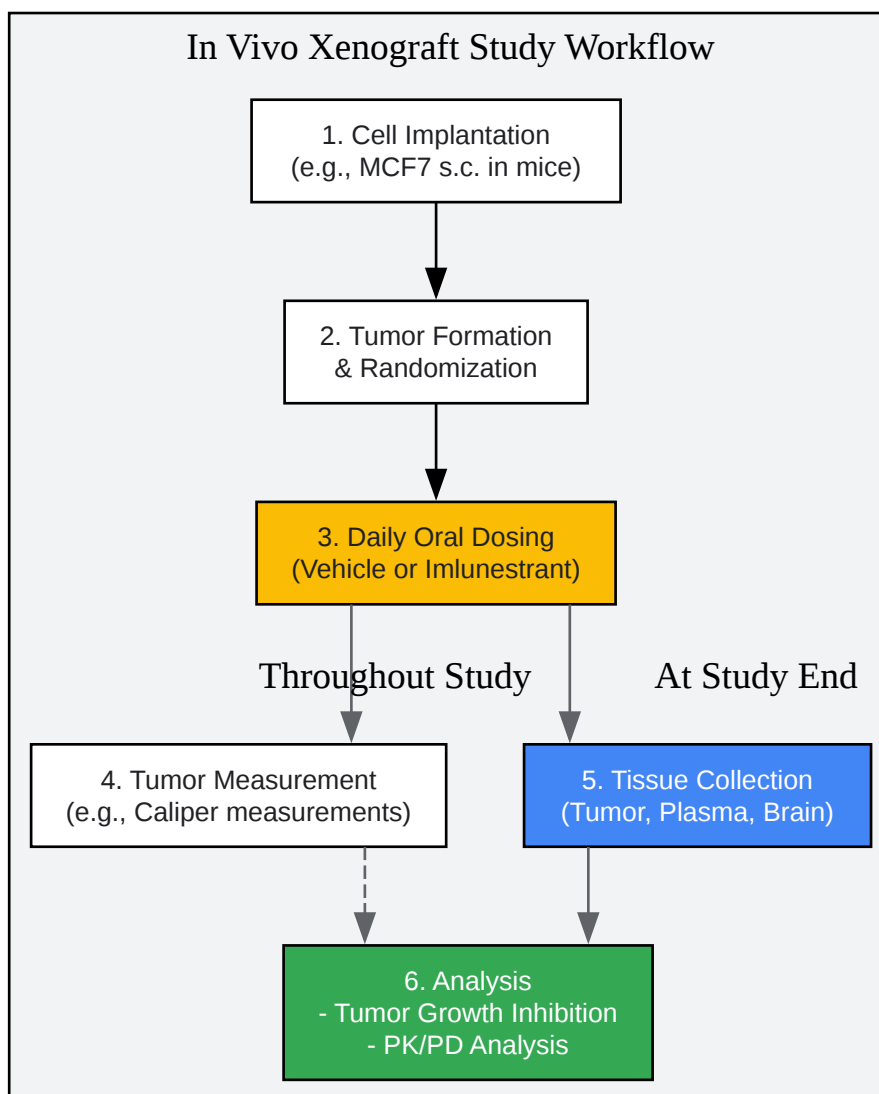 In Vivo Xenograft Study Workflow
1. Cell Implantation
(e.g., MCF7 s.c. in mice)
2. Tumor Formation
& Randomization
3. Daily Oral Dosing
(Vehicle or Imlunestrant)
Throughout Study
At Study End
4. Tumor Measurement
(e.g., Caliper measurements)
5. Tissue Collection
(Tumor, Plasma, Brain)
6. Analysis
- Tumor Growth Inhibition
- PK/PD Analysis